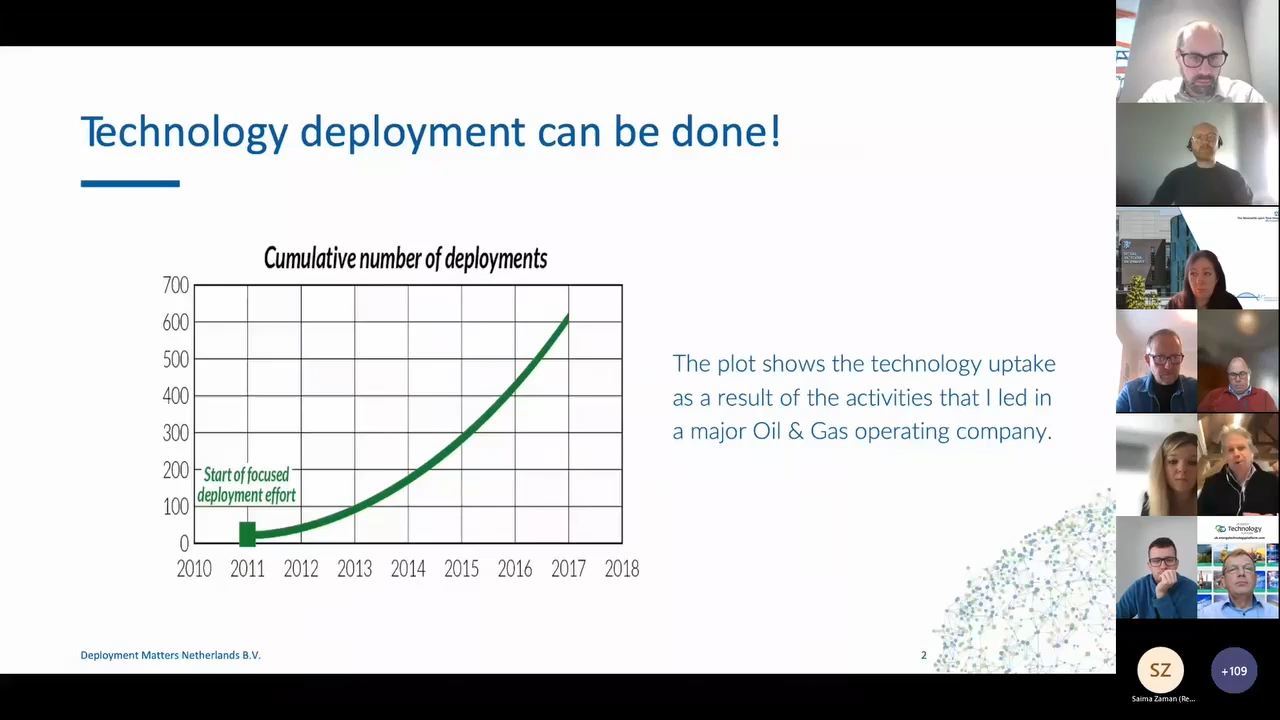 Technology deployment can be done!
Cumulative number of deployments
700
600
500
400
300
200
100
0
Start of focused
deployment effort
2010 2011 2012 2013 2014 2015 2016 2017 2018
The plot shows the technology uptake
as a result of the activities that I led in
a major Oil & Gas operating company.
Deployment Matters Netherlands B.V.
2
Technology
SZ
+109
Saima Zaman (Re...